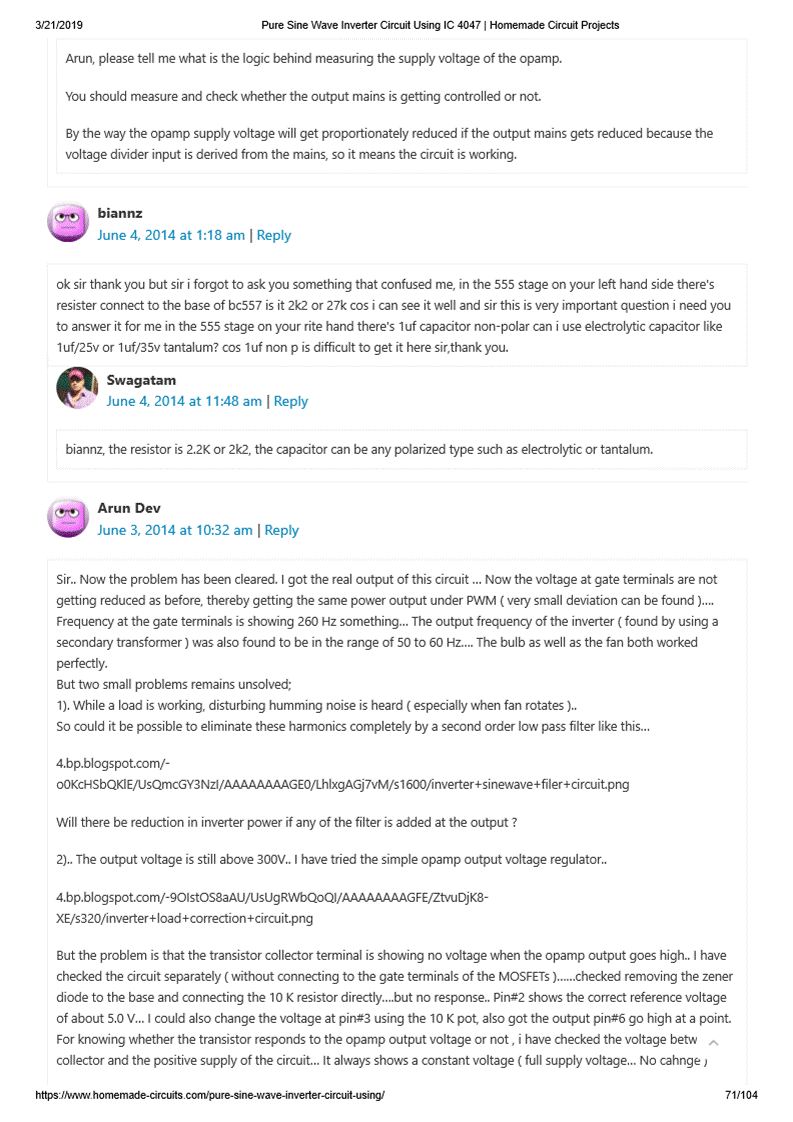 3/21/2019
Pure Sine Wave Inverter Circuit Using IC 4047 | Homemade Circuit Projects
Arun, please tell me what is the logic behind measuring the supply voltage of the opamp.
You should measure and check whether the output mains is getting controlled or not.
By the way the opamp supply voltage will get proportionately reduced if the output mains gets reduced because the
voltage divider input is derived from the mains, so it means the circuit is working.
biannz
June 4, 2014 at 1:18 am | Reply
ok sir thank you but sir i forgot to ask you something that confused me, in the 555 stage on your left hand side there's
resister connect to the base of bc557 is it 2k2 or 27k cos i can see it well and sir this is very important question i need you
to answer it for me in the 555 stage on your rite hand there's 1uf capacitor non-polar can i use electrolytic capacitor like
1uf/25v or 1uf/35v tantalum? cos 1uf non p is difficult to get it here sir,thank you.
Swagatam
June 4, 2014 at 11:48 am | Reply
biannz, the resistor is 2.2K or 2k2, the capacitor can be any polarized type such as electrolytic or tantalum.
Arun Dev
June 3, 2014 at 10:32 am | Reply
Sir.. Now the problem has been cleared. I got the real output of this circuit ... Now the voltage at gate terminals are not
getting reduced as before, thereby getting the same power output under PWM ( very small deviation can be found )....
Frequency at the gate terminals is showing 260 Hz something... The output frequency of the inverter ( found by using a
secondary transformer ) was also found to be in the range of 50 to 60 Hz.... The bulb as well as the fan both worked
perfectly.
But two small problems remains unsolved;
1). While a load is working, disturbing humming noise is heard ( especially when fan rotates )..
So could it be possible to eliminate these harmonics completely by a second order low pass filter like this...
4.bp.blogspot.com/-
o0KcHSbQKlE/UsQmcGY3NzI/AAAAAAAAGE0/LhlxgAGj7vM/s1600/inverter+sinewave+filer+circuit.png
Will there be reduction in inverter power if any of the filter is added at the output ?
2).. The output voltage is still above 300V.. I have tried the simple opamp output voltage regulator..
4.bp.blogspot.com/-9OIstOS8aAU/UsUgRWbQoQI/AAAAAAAAGFE/ZtvuDjK8-
XE/s320/inverter+load+correction+circuit.png
But the problem is that the transistor collector terminal is showing no voltage when the opamp output goes high.. I have
checked the circuit separately ( without connecting to the gate terminals of the MOSFETs )......checked removing the zener
diode to the base and connecting the 10 K resistor directly....but no response.. Pin#2 shows the correct reference voltage
of about 5.0 V... I could also change the voltage at pin#3 using the 10 K pot, also got the output pin#6 go high at a point.
For knowing whether the transistor responds to the opamp output voltage or not , i have checked the voltage betw
collector and the positive supply of the circuit... It always shows a constant voltage ( full supply voltage... No cahnge )
https://www.homemade-circuits.com/pure-sine-wave-inverter-circuit-using/
71/104